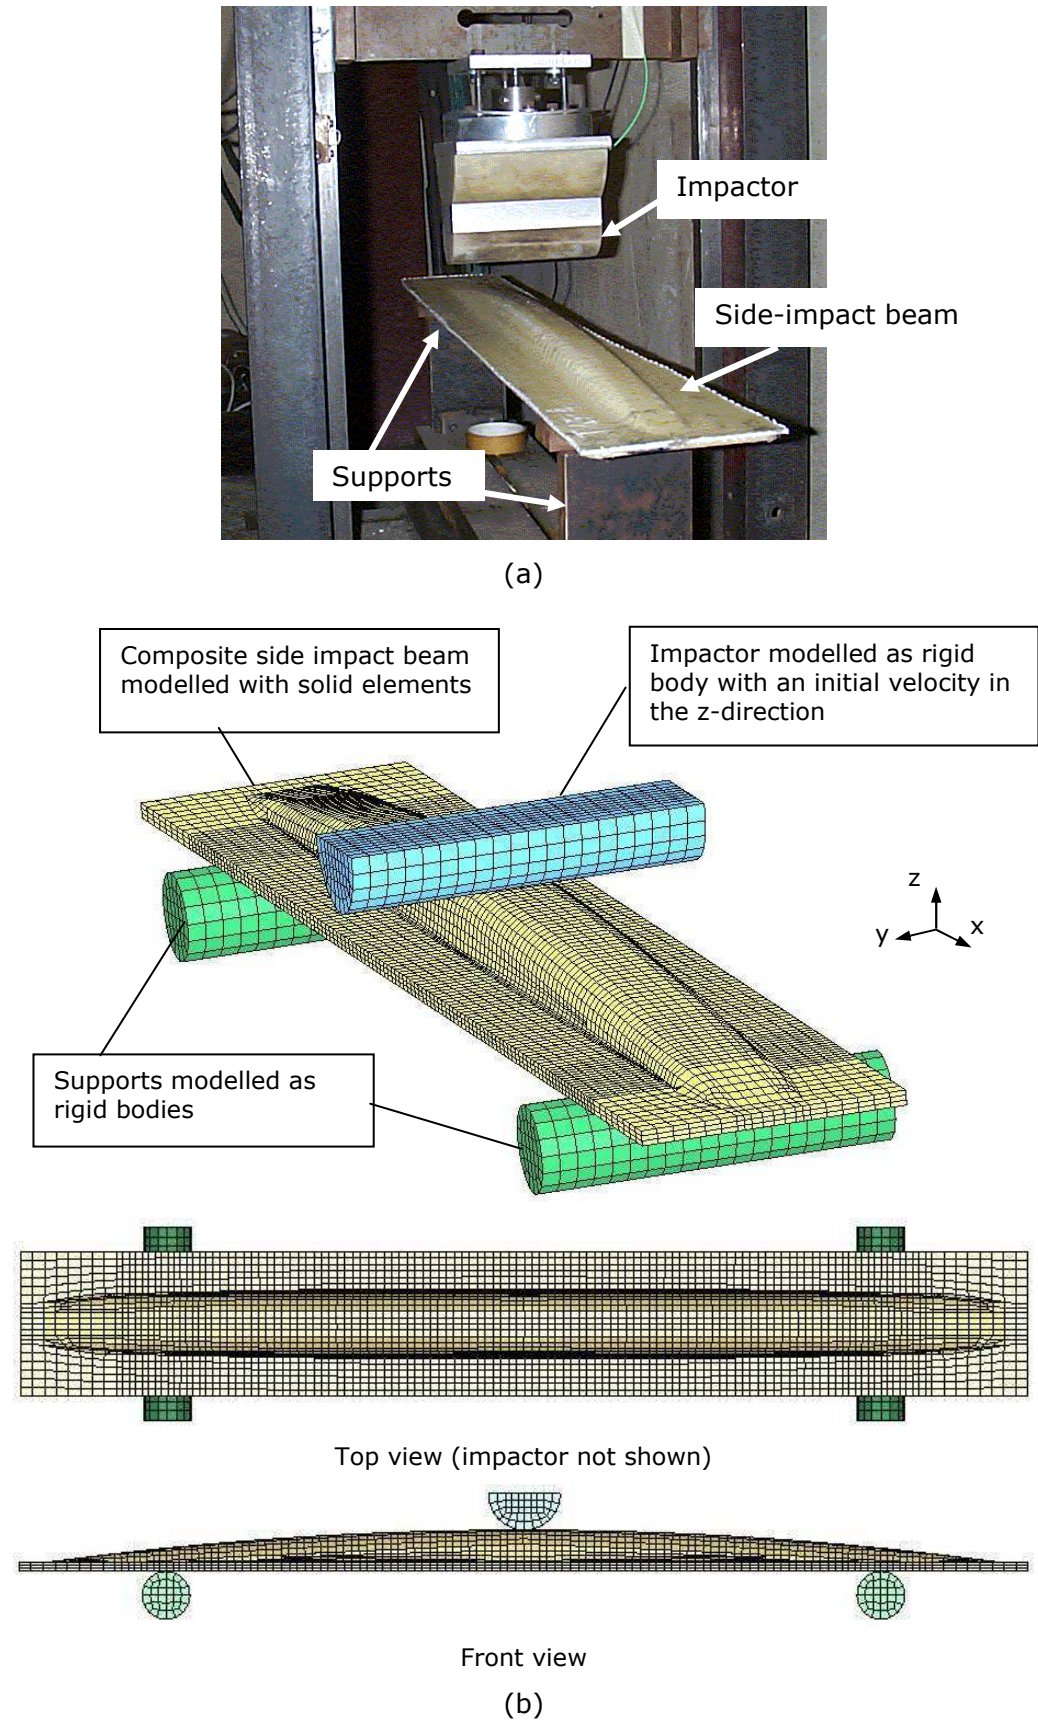 Impactor
Side-impact beam
Supports
(a)
Composite side impact beam
modelled with solid elements
Impactor modelled as rigid
body with an initial velocity in
the z-direction
z
y
x
Supports modelled as
rigid bodies
Top view (impactor not shown)
Front view
(b)